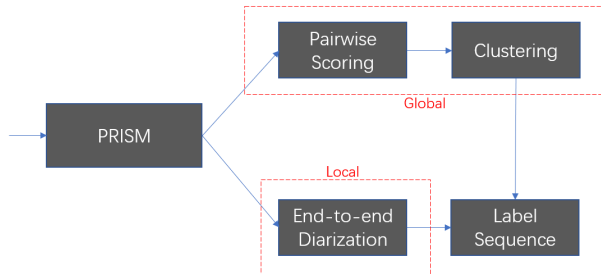 Pairwise
Scoring
Clustering
Global
PRISM
Local
End-to-end
Diarization
Label
Sequence